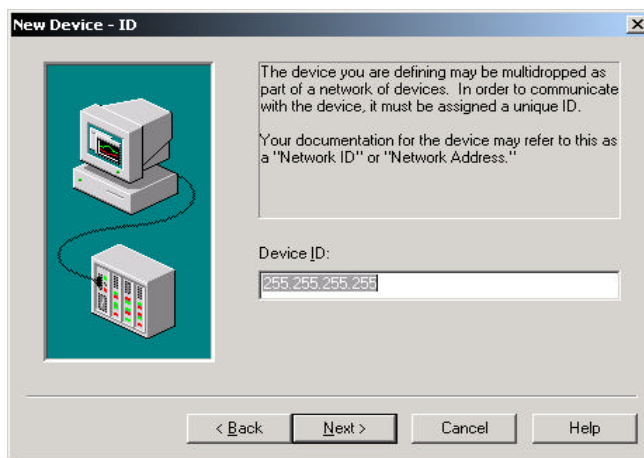 New Device - ID
The device you are defining may be multidropped as
part of a network of devices. In order to communicate
with the device, it must be assigned a unique ID.
Your documentation for the device may refer to this as
a "Network ID" or "Network Address."
Device ID:
255.255.255.255
< Back
Next >
Cancel
Help